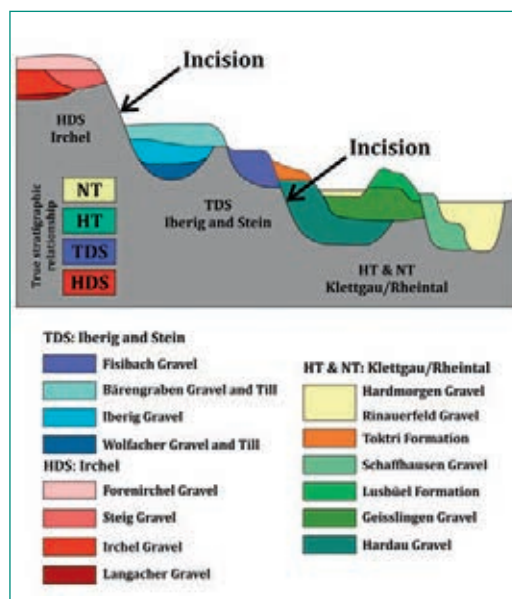 Incision
HDS
Irchel
Incision
TDS
Iberig and Stein
True stratigraphic
relationship
NT
HT
TDS
HDS
HT & NT
Klettgau/Rheintal
TDS: Iberig and Stein
Fisibach Gravel
Bärengraben Gravel and Till
Iberig Gravel
Wolfacher Gravel and Till
HDS: Irchel
Forenirchel Gravel
Steig Gravel
Irchel Gravel
Langacher Gravel
HT & NT: Klettgau/Rheintal
Hardmorgen Gravel
Rinauerfeld Gravel
Toktri Formation
Schaffhausen Gravel
Lusbüel Formation
Geisslingen Gravel
Hardau Gravel